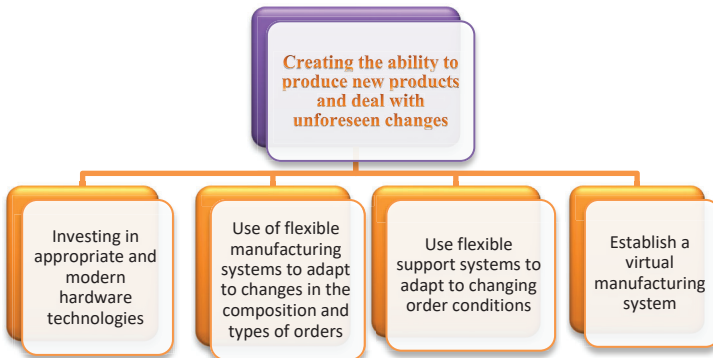 Creating the ability to
produce new products
and deal with
unforeseen changes
Investing in
appropriate and
modern
hardware
technologies
Use of flexible
manufacturing
systems to adapt
to changes in the
composition and
types of orders
Use flexible
support systems to
adapt to changing
order conditions
Establish a
virtual
manufacturing
system